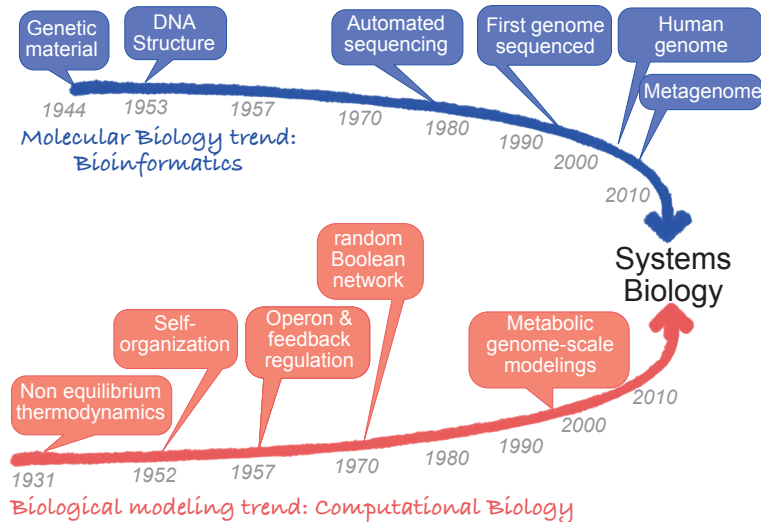 Genetic
material
DNA
Structure
Automated
sequencing
First genome
sequenced
Human
genome
Metagenome
1944
1953
1957
1970
1980
1990
2000
2010
Molecular Biology trend:
Bioinformatics
Systems
Biology
random
Boolean
network
Operon &
feedback
regulation
Self-
organization
Non equilibrium
thermodynamics
Metabolic
genome-scale
modelings
1931
1952
1957
1970
1980
1990
2000
2010
Biological modeling trend: Computational Biology